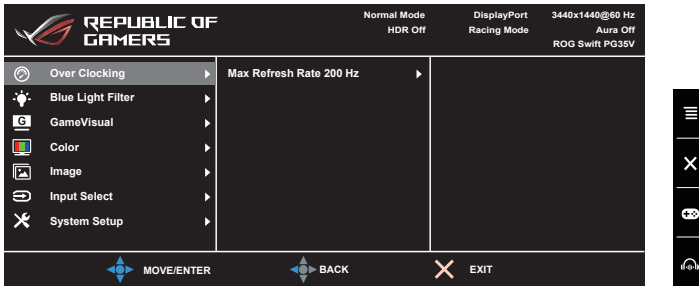 REPUBLIC OF
GAMERS
Normal Mode
HDR Off
DisplayPort
Racing Mode
3440x1440@60 Hz
Aura Off
ROG Swift PG35V
Over Clocking
Max Refresh Rate 200 Hz
Blue Light Filter
G GameVisual
Color
Image
Input Select
System Setup
MOVE/ENTER
BACK
EXIT